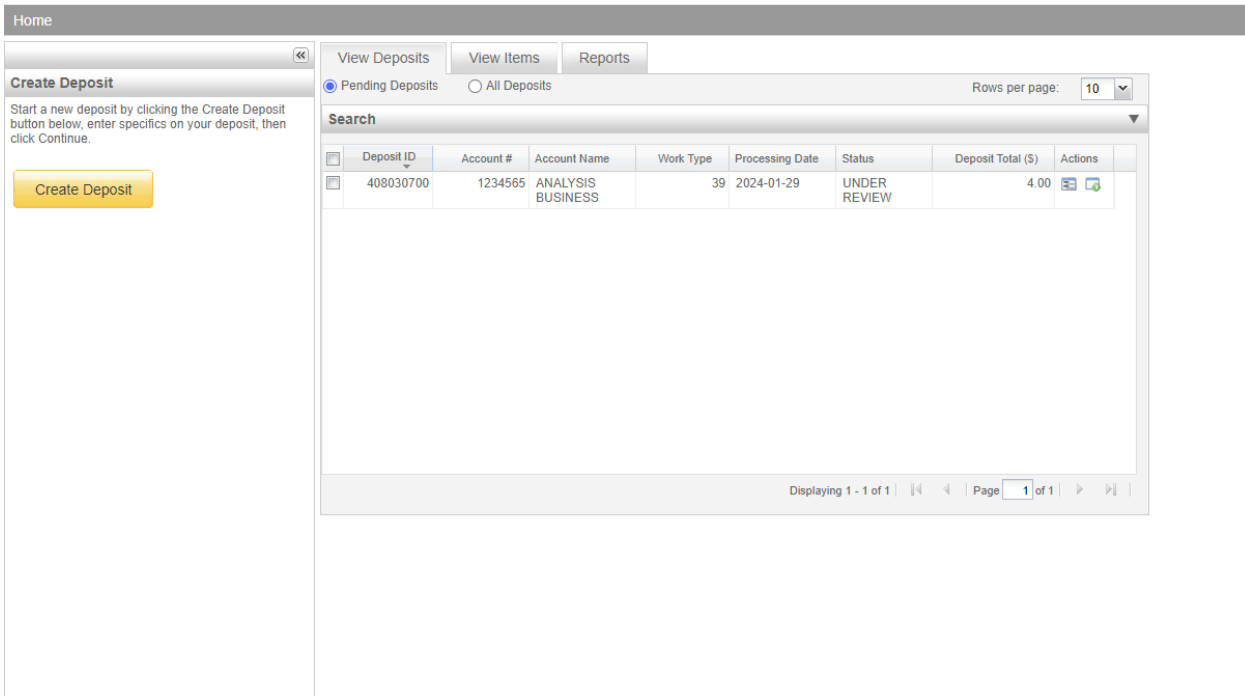 Home
Create Deposit
Start a new deposit by clicking the Create Deposit
button below, enter specifics on your deposit, then
click Continue.
Create Deposit
View Deposits View Items Reports
Pending Deposits All Deposits Rows per page: 10
Search
Deposit ID Account # Account Name Work Type Processing Date Status Deposit Total ($) Actions
408030700 1234565 ANALYSIS BUSINESS 39 2024-01-29 UNDER REVIEW 4.00
Displaying 1 - 1 of 1 Page 1 of 1